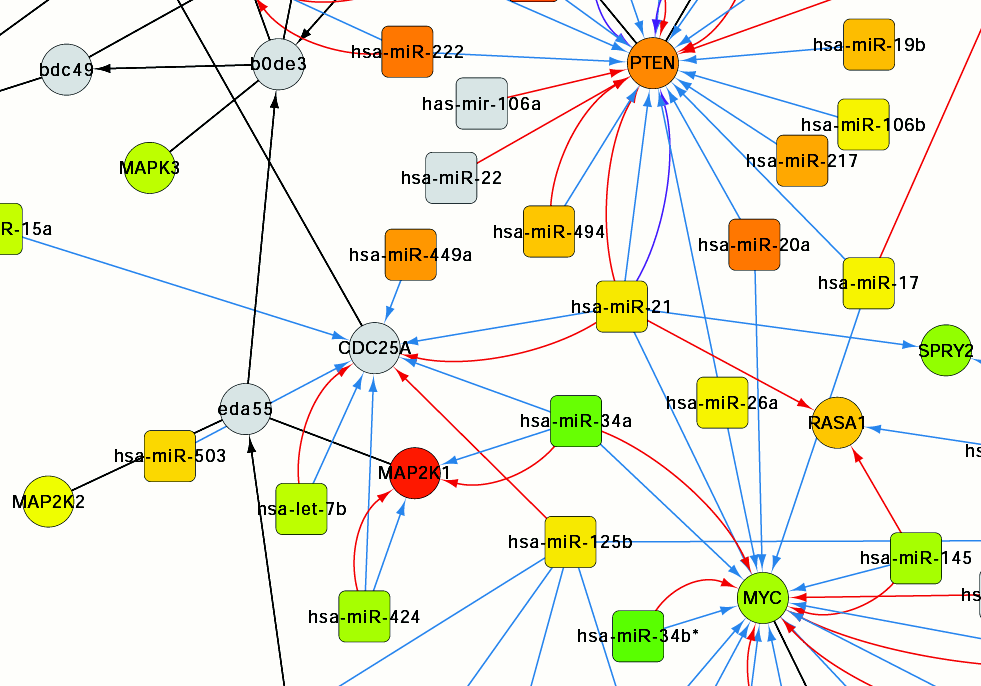 hsa-miR-222
hsa-miR-19b
bdc49
b0de3
PTEN
has-mir-106a
hsa-miR-106b
MAPK3
hsa-miR-22
hsa-miR-217
R-15a
hsa-miR-494
hsa-miR-20a
hsa-miR-449a
hsa-miR-17
hsa-miR-21
CDC25A
SPRY2
eda55
hsa-miR-34a
hsa-miR-26a
RASA1
hsa-miR-503
MAP2K1
hs
MAP2K2
hsa-let-7b
hsa-miR-125b
hsa-miR-145
MYC
hs
hsa-miR-424
hsa-miR-34b*